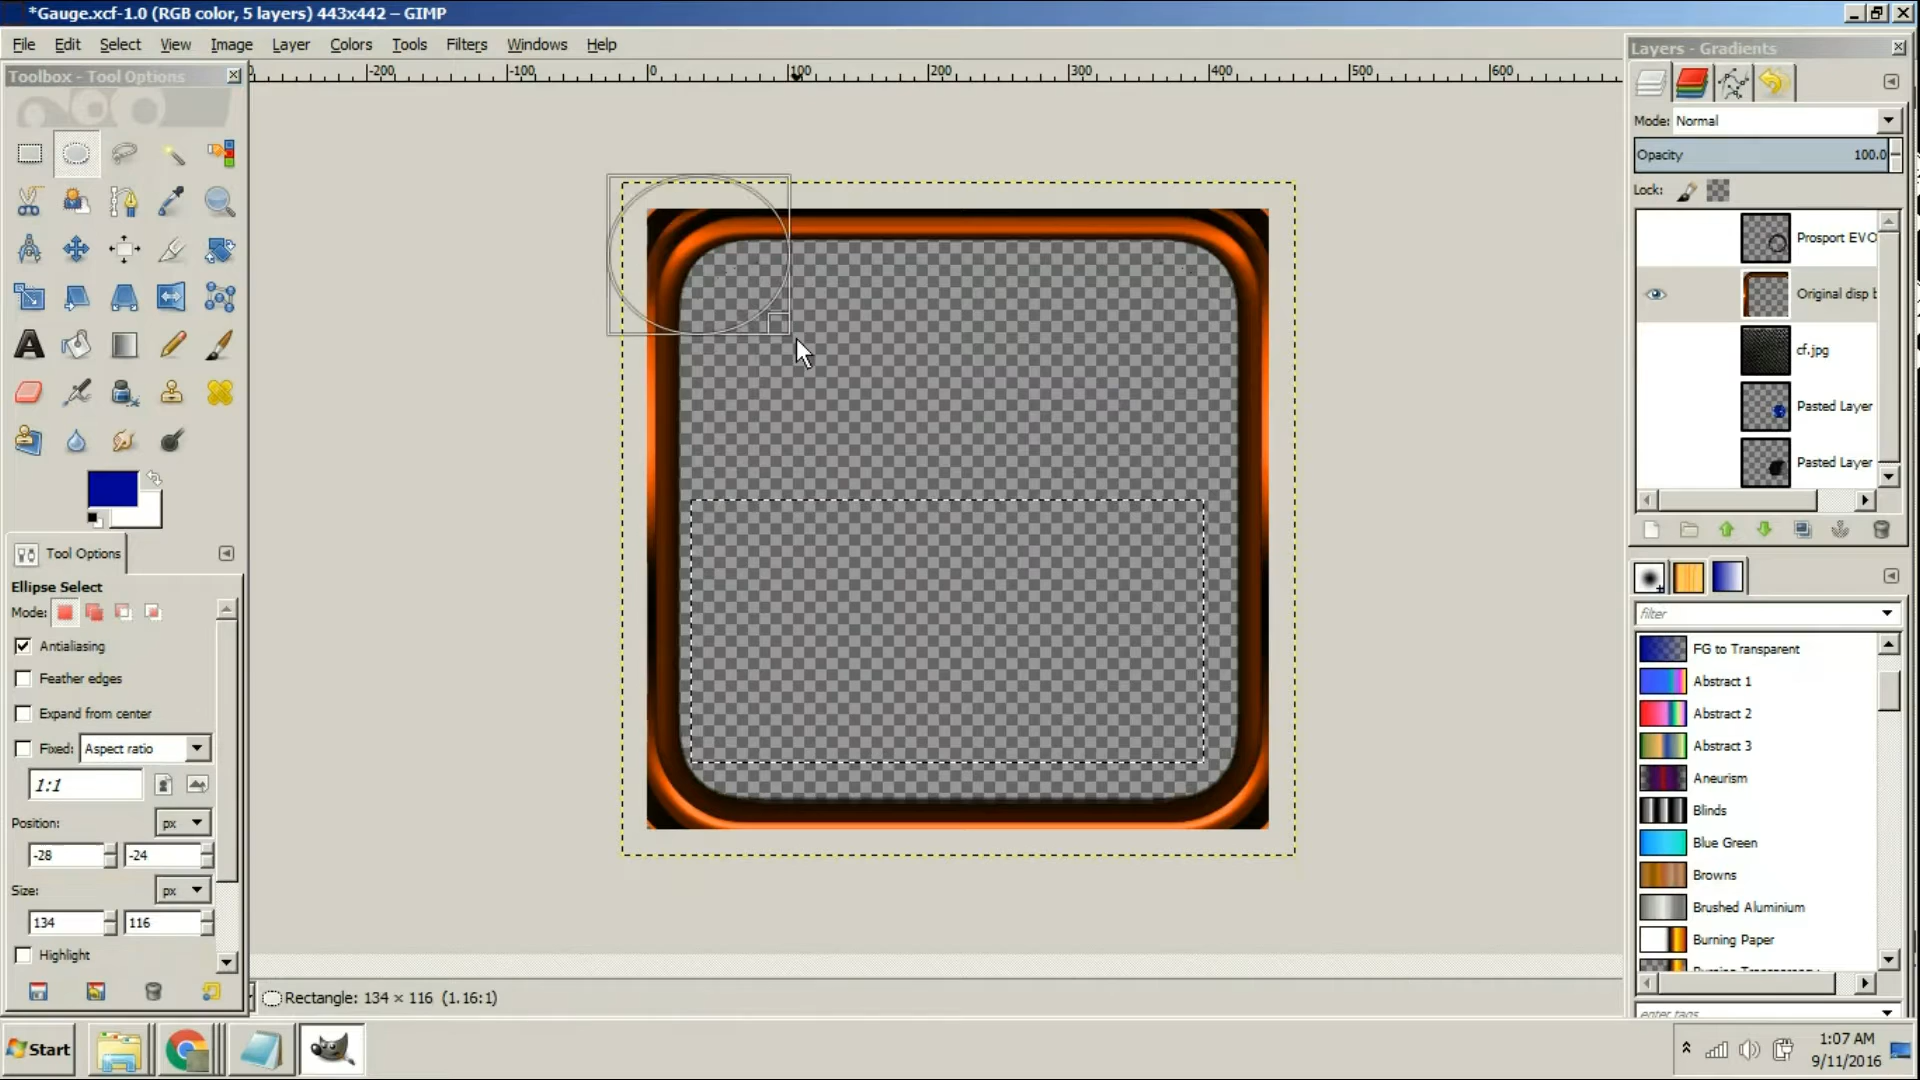 *Gauge.xcf-1.0 (RGB color, 5 layers) 443x442 – GIMP
File Edit Select View Image Layer Colors Tools Filters Windows Help
Toolbox - Tool Options
-200 -100 0 100 200 300 400 500 600
Layers - Gradients
Mode: Normal
Opacity 100.0
Lock:
Prosport EVO
Original disp b
cf.jpg
Pasted Layer
Pasted Layer
Tool Options
Ellipse Select
Mode:
Antialiasing
Feather edges
Expand from center
Fixed: Aspect ratio
1:1
Position: px
-28 -24
Size: px
134 116
Highlight
filter
FG to Transparent
Abstract 1
Abstract 2
Abstract 3
Aneurism
Blinds
Blue Green
Browns
Brushed Aluminium
Burning Paper
Burning Transparency
enter tags
Rectangle: 134 × 116 (1.16:1)
Start
1:07 AM
9/11/2016